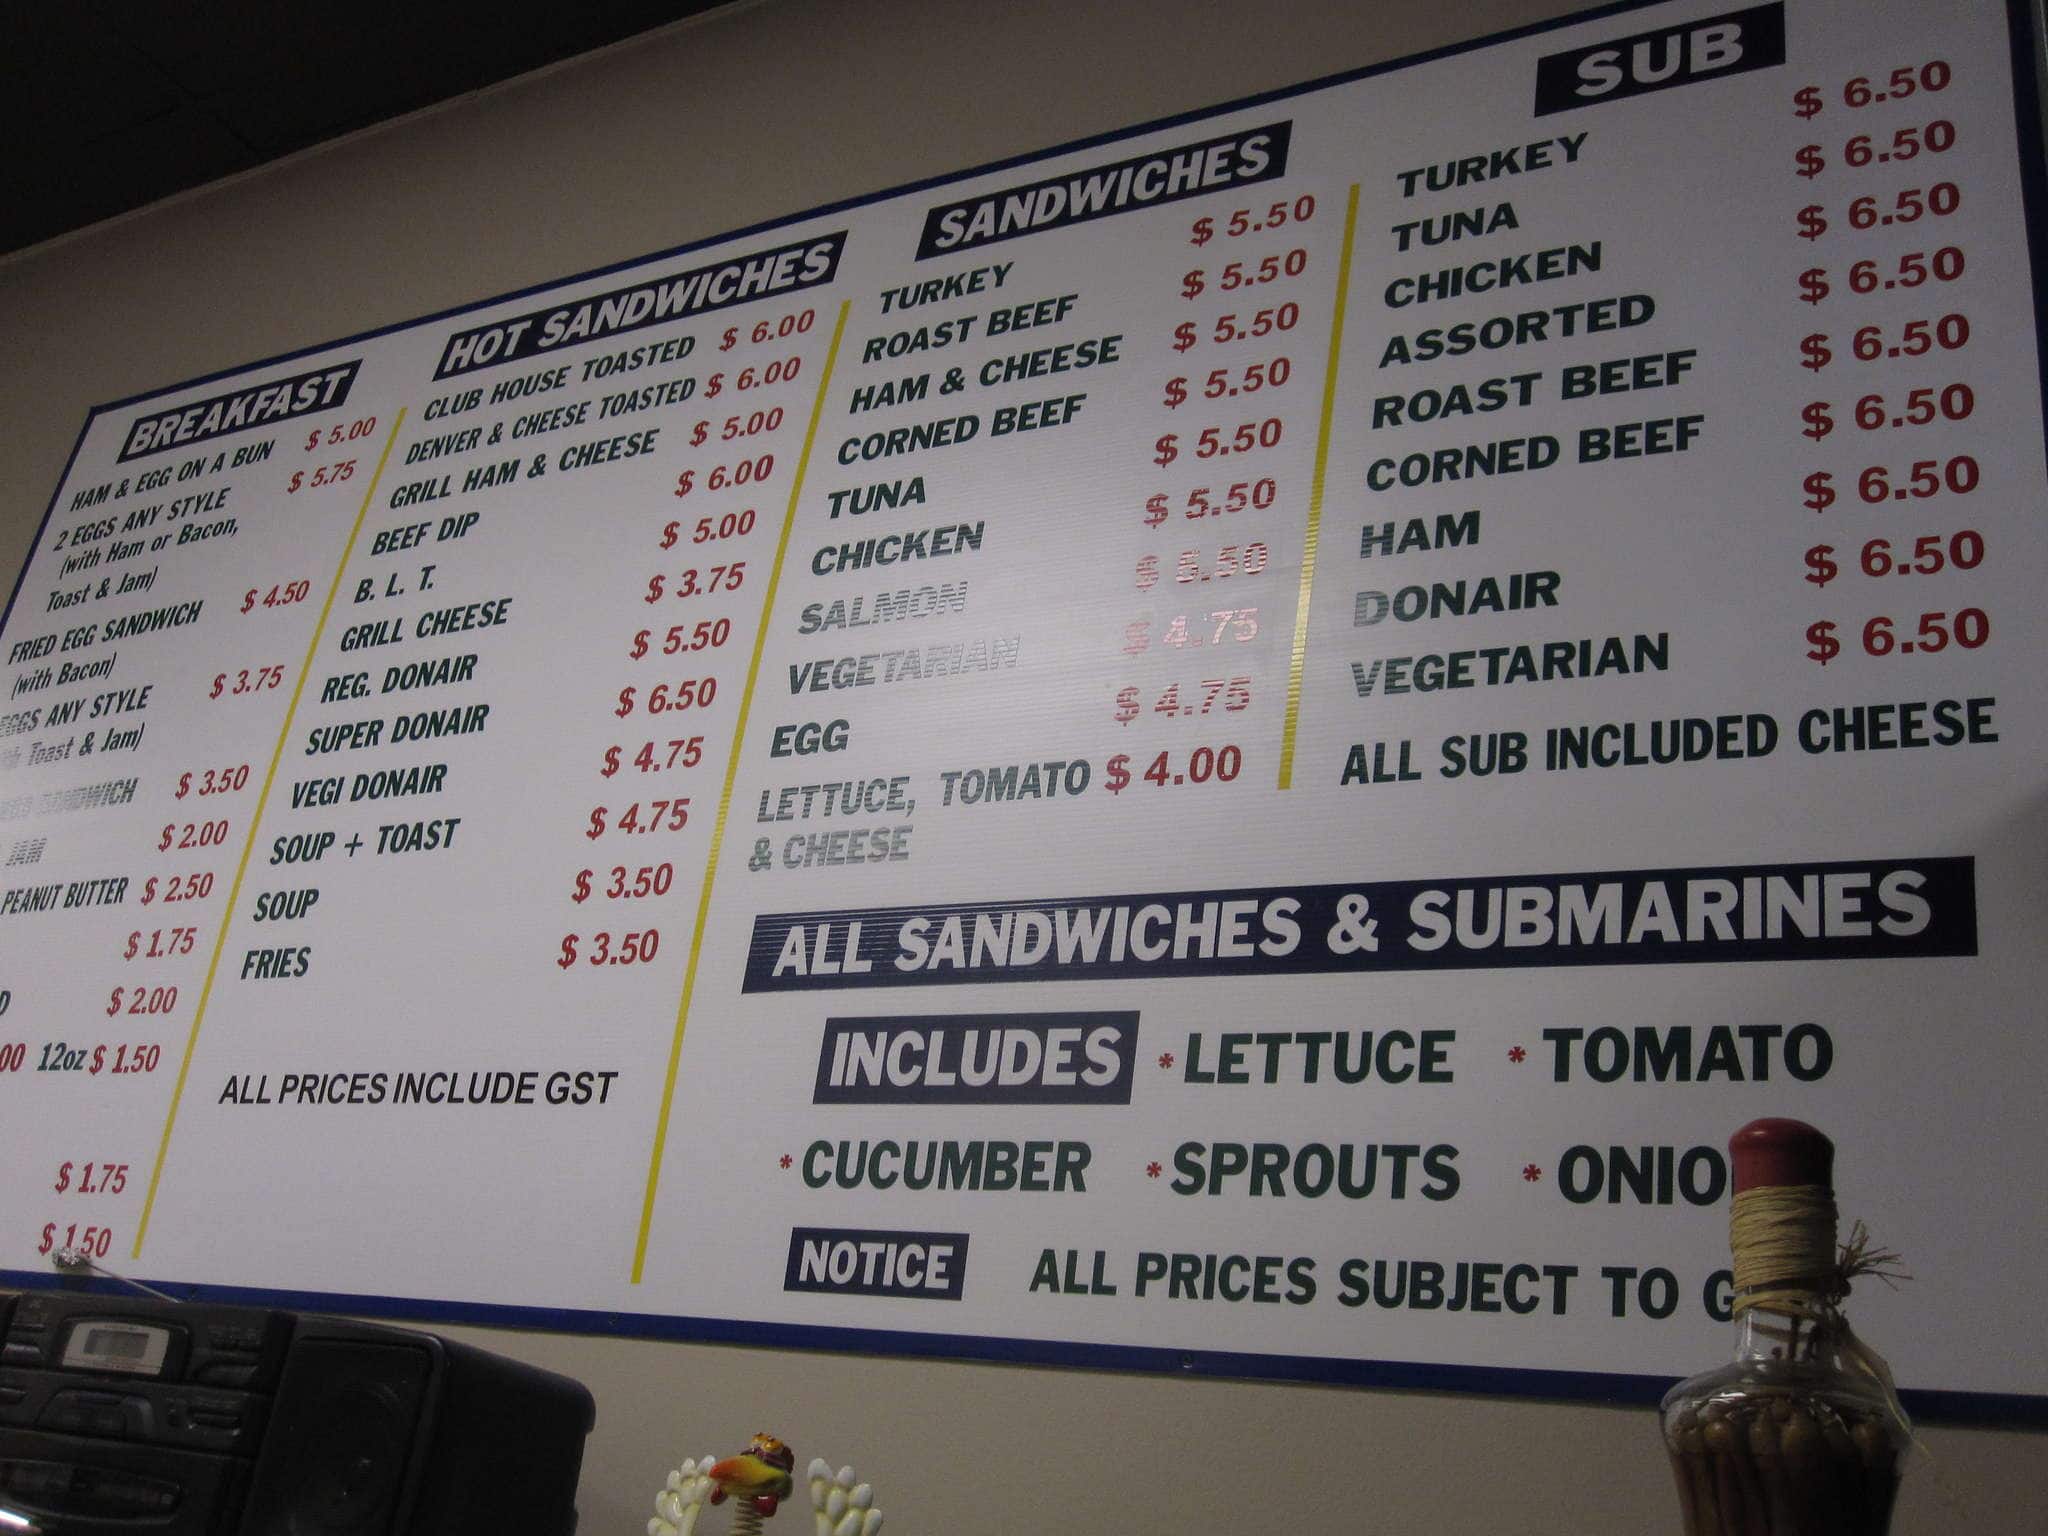 BREAKFAST
HAM & EGG ON A BUN $ 5.00
2 EGGS ANY STYLE $ 5.75
(with Ham or Bacon,
Toast & Jam)
FRIED EGG SANDWICH $ 4.50
(with Bacon)
EGGS ANY STYLE $ 3.75
Toast & Jam)
SANDWICH $ 3.50
JAM $ 2.00
PEANUT BUTTER $ 2.50
$ 1.75
$ 2.00
12oz $ 1.50
$ 1.75
$ 1.50
HOT SANDWICHES
CLUB HOUSE TOASTED $ 6.00
DENVER & CHEESE TOASTED $ 6.00
GRILL HAM & CHEESE $ 5.00
BEEF DIP $ 6.00
B. L. T. $ 5.00
GRILL CHEESE $ 3.75
REG. DONAIR $ 5.50
SUPER DONAIR $ 6.50
VEGI DONAIR $ 4.75
SOUP + TOAST $ 4.75
SOUP $ 3.50
FRIES $ 3.50
ALL PRICES INCLUDE GST
SANDWICHES
TURKEY $ 5.50
ROAST BEEF $ 5.50
HAM & CHEESE $ 5.50
CORNED BEEF $ 5.50
TUNA $ 5.50
CHICKEN $ 5.50
SALMON $ 5.50
VEGETARIAN $ 4.75
EGG $ 4.75
LETTUCE, TOMATO $ 4.00
& CHEESE
SUB
TURKEY $ 6.50
TUNA $ 6.50
CHICKEN $ 6.50
ASSORTED $ 6.50
ROAST BEEF $ 6.50
CORNED BEEF $ 6.50
HAM $ 6.50
DONAIR $ 6.50
VEGETARIAN $ 6.50
ALL SUB INCLUDED CHEESE
ALL SANDWICHES & SUBMARINES
INCLUDES * LETTUCE * TOMATO
* CUCUMBER * SPROUTS * ONIO
NOTICE ALL PRICES SUBJECT TO G